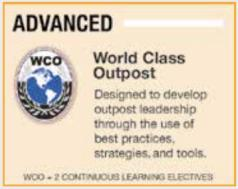 ADVANCED
WCO
World Class
Outpost
Designed to develop
outpost leadership
through the use of
best practices,
strategies, and tools.
WCO + 2 CONTINUOUS LEARNING ELECTIVES